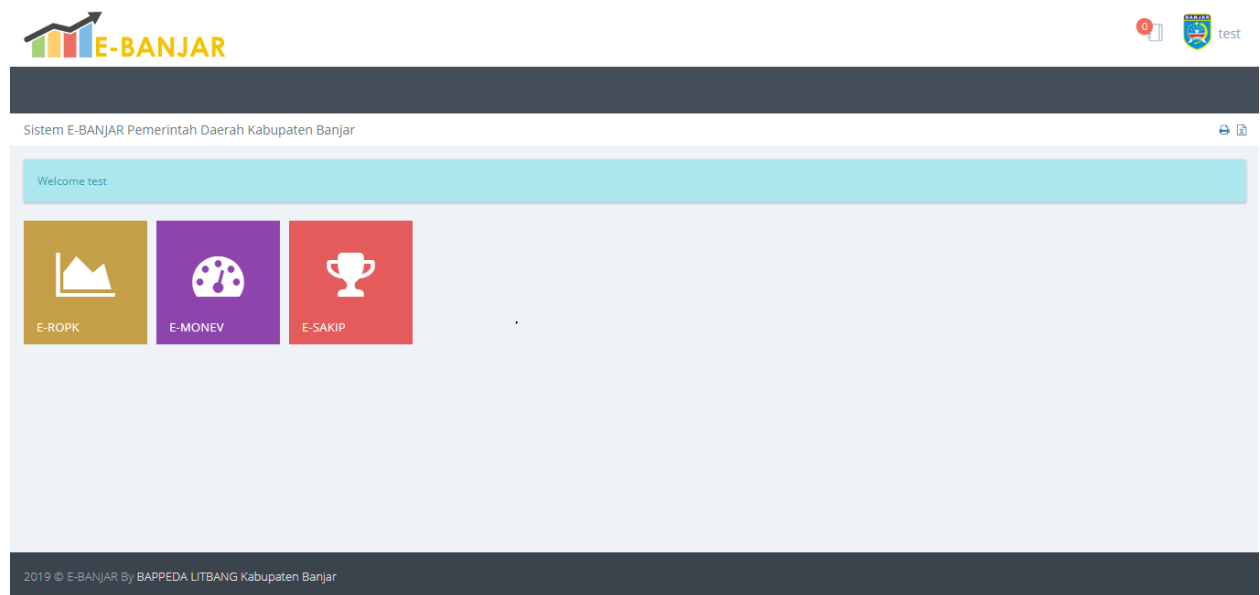 E-BANJAR
0
BANJAR
test
Sistem E-BANJAR Pemerintah Daerah Kabupaten Banjar
Welcome test
E-ROPK
E-MONEV
E-SAKIP
2019 © E-BANJAR By BAPPEDA LITBANG Kabupaten Banjar